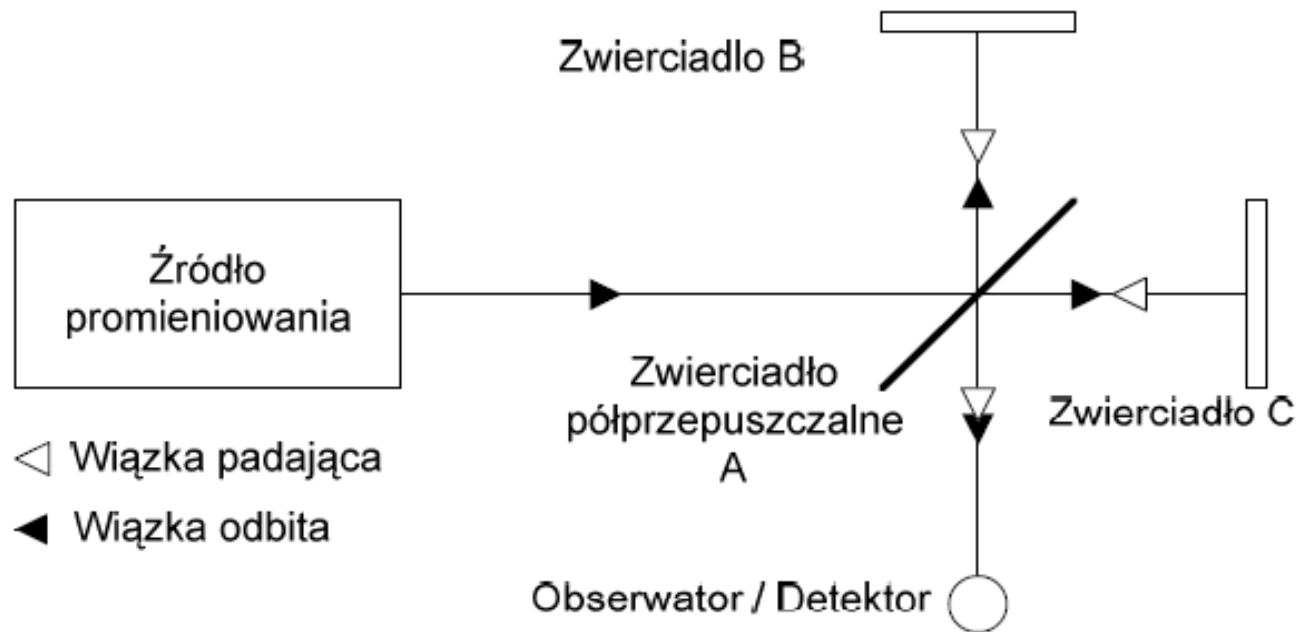 Zwierciadlo B
Źródło
promieniowania
Zwierciadło
półprzepuszczalne
A
Zwierciadło C
Wiązka padająca
Wiązka odbita
Obserwator / Detektor